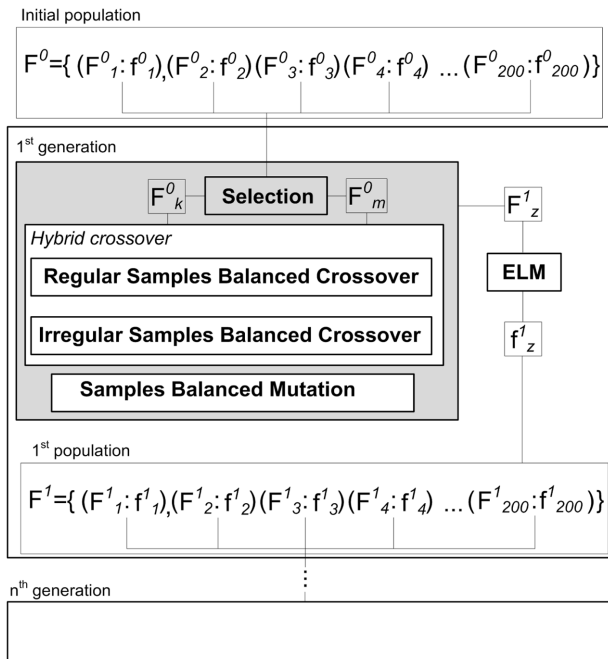 Initial population
F⁰={ (F⁰₁: f⁰₁),(F⁰₂: f⁰₂)(F⁰₃: f⁰₃)(F⁰₄: f⁰₄) ...(F⁰₂₀₀:f⁰₂₀₀)}
1ˢᵗ generation
F⁰ₖ
Selection
F⁰ₘ
F¹_z
Hybrid crossover
Regular Samples Balanced Crossover
ELM
Irregular Samples Balanced Crossover
f¹_z
Samples Balanced Mutation
1ˢᵗ population
F¹={ (F¹₁: f¹₁),(F¹₂: f¹₂)(F¹₃: f¹₃)(F¹₄: f¹₄) ...(F¹₂₀₀:f¹₂₀₀)}
⋮
nᵗʰ generation